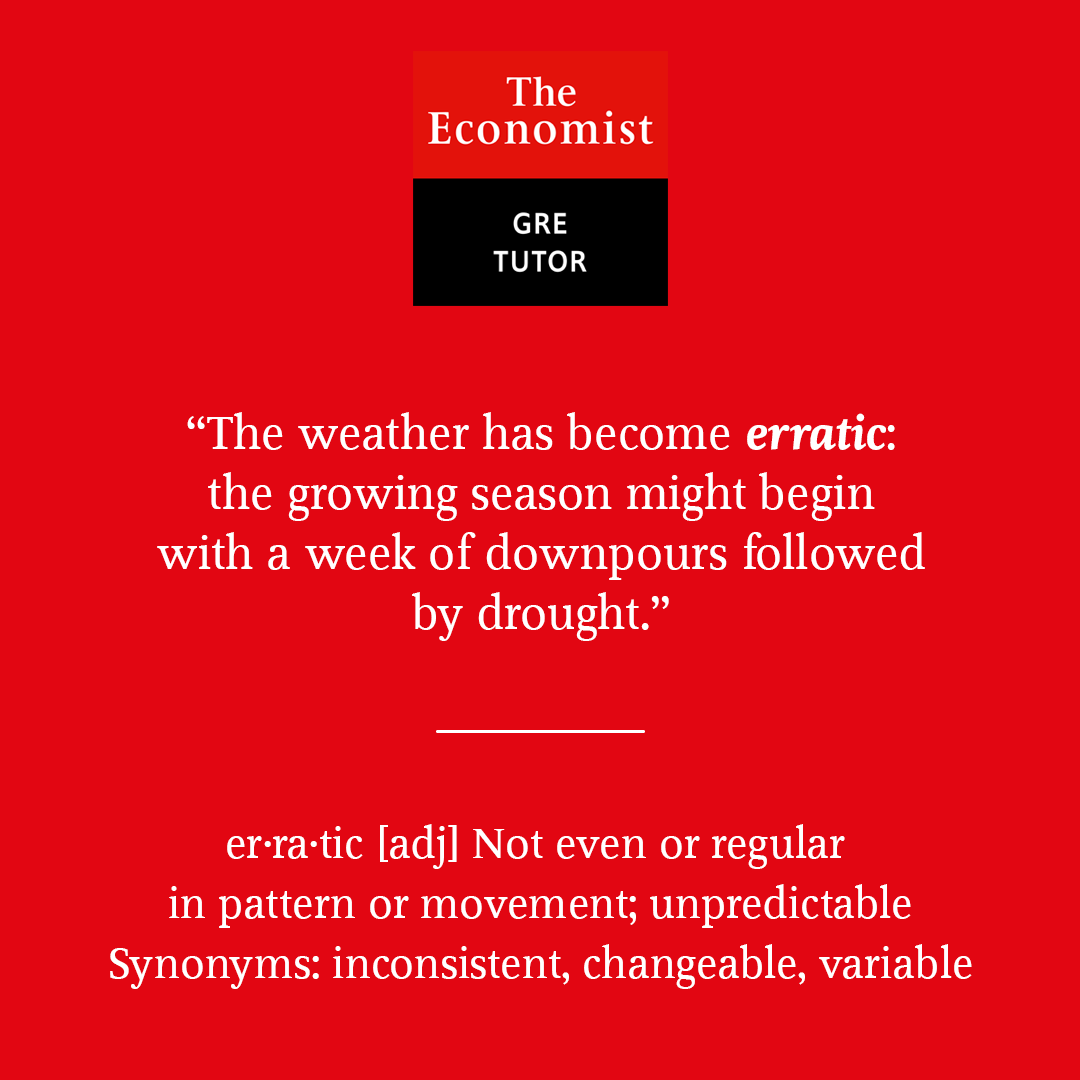 The
Economist
GRE
TUTOR
“The weather has become erratic:
the growing season might begin
with a week of downpours followed
by drought.”
er·ra·tic [adj] Not even or regular
in pattern or movement; unpredictable
Synonyms: inconsistent, changeable, variable